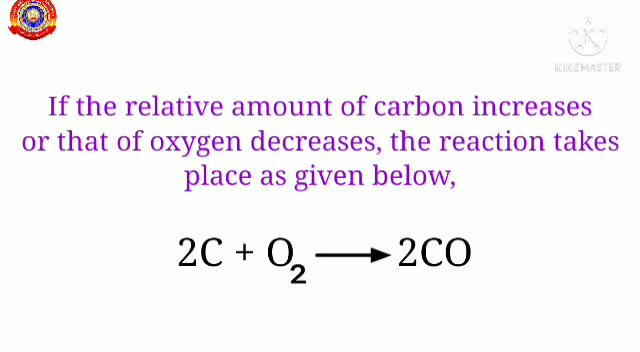 KINEMASTER
If the relative amount of carbon increases
or that of oxygen decreases, the reaction takes
place as given below,
2C + O₂ ⟶ 2CO